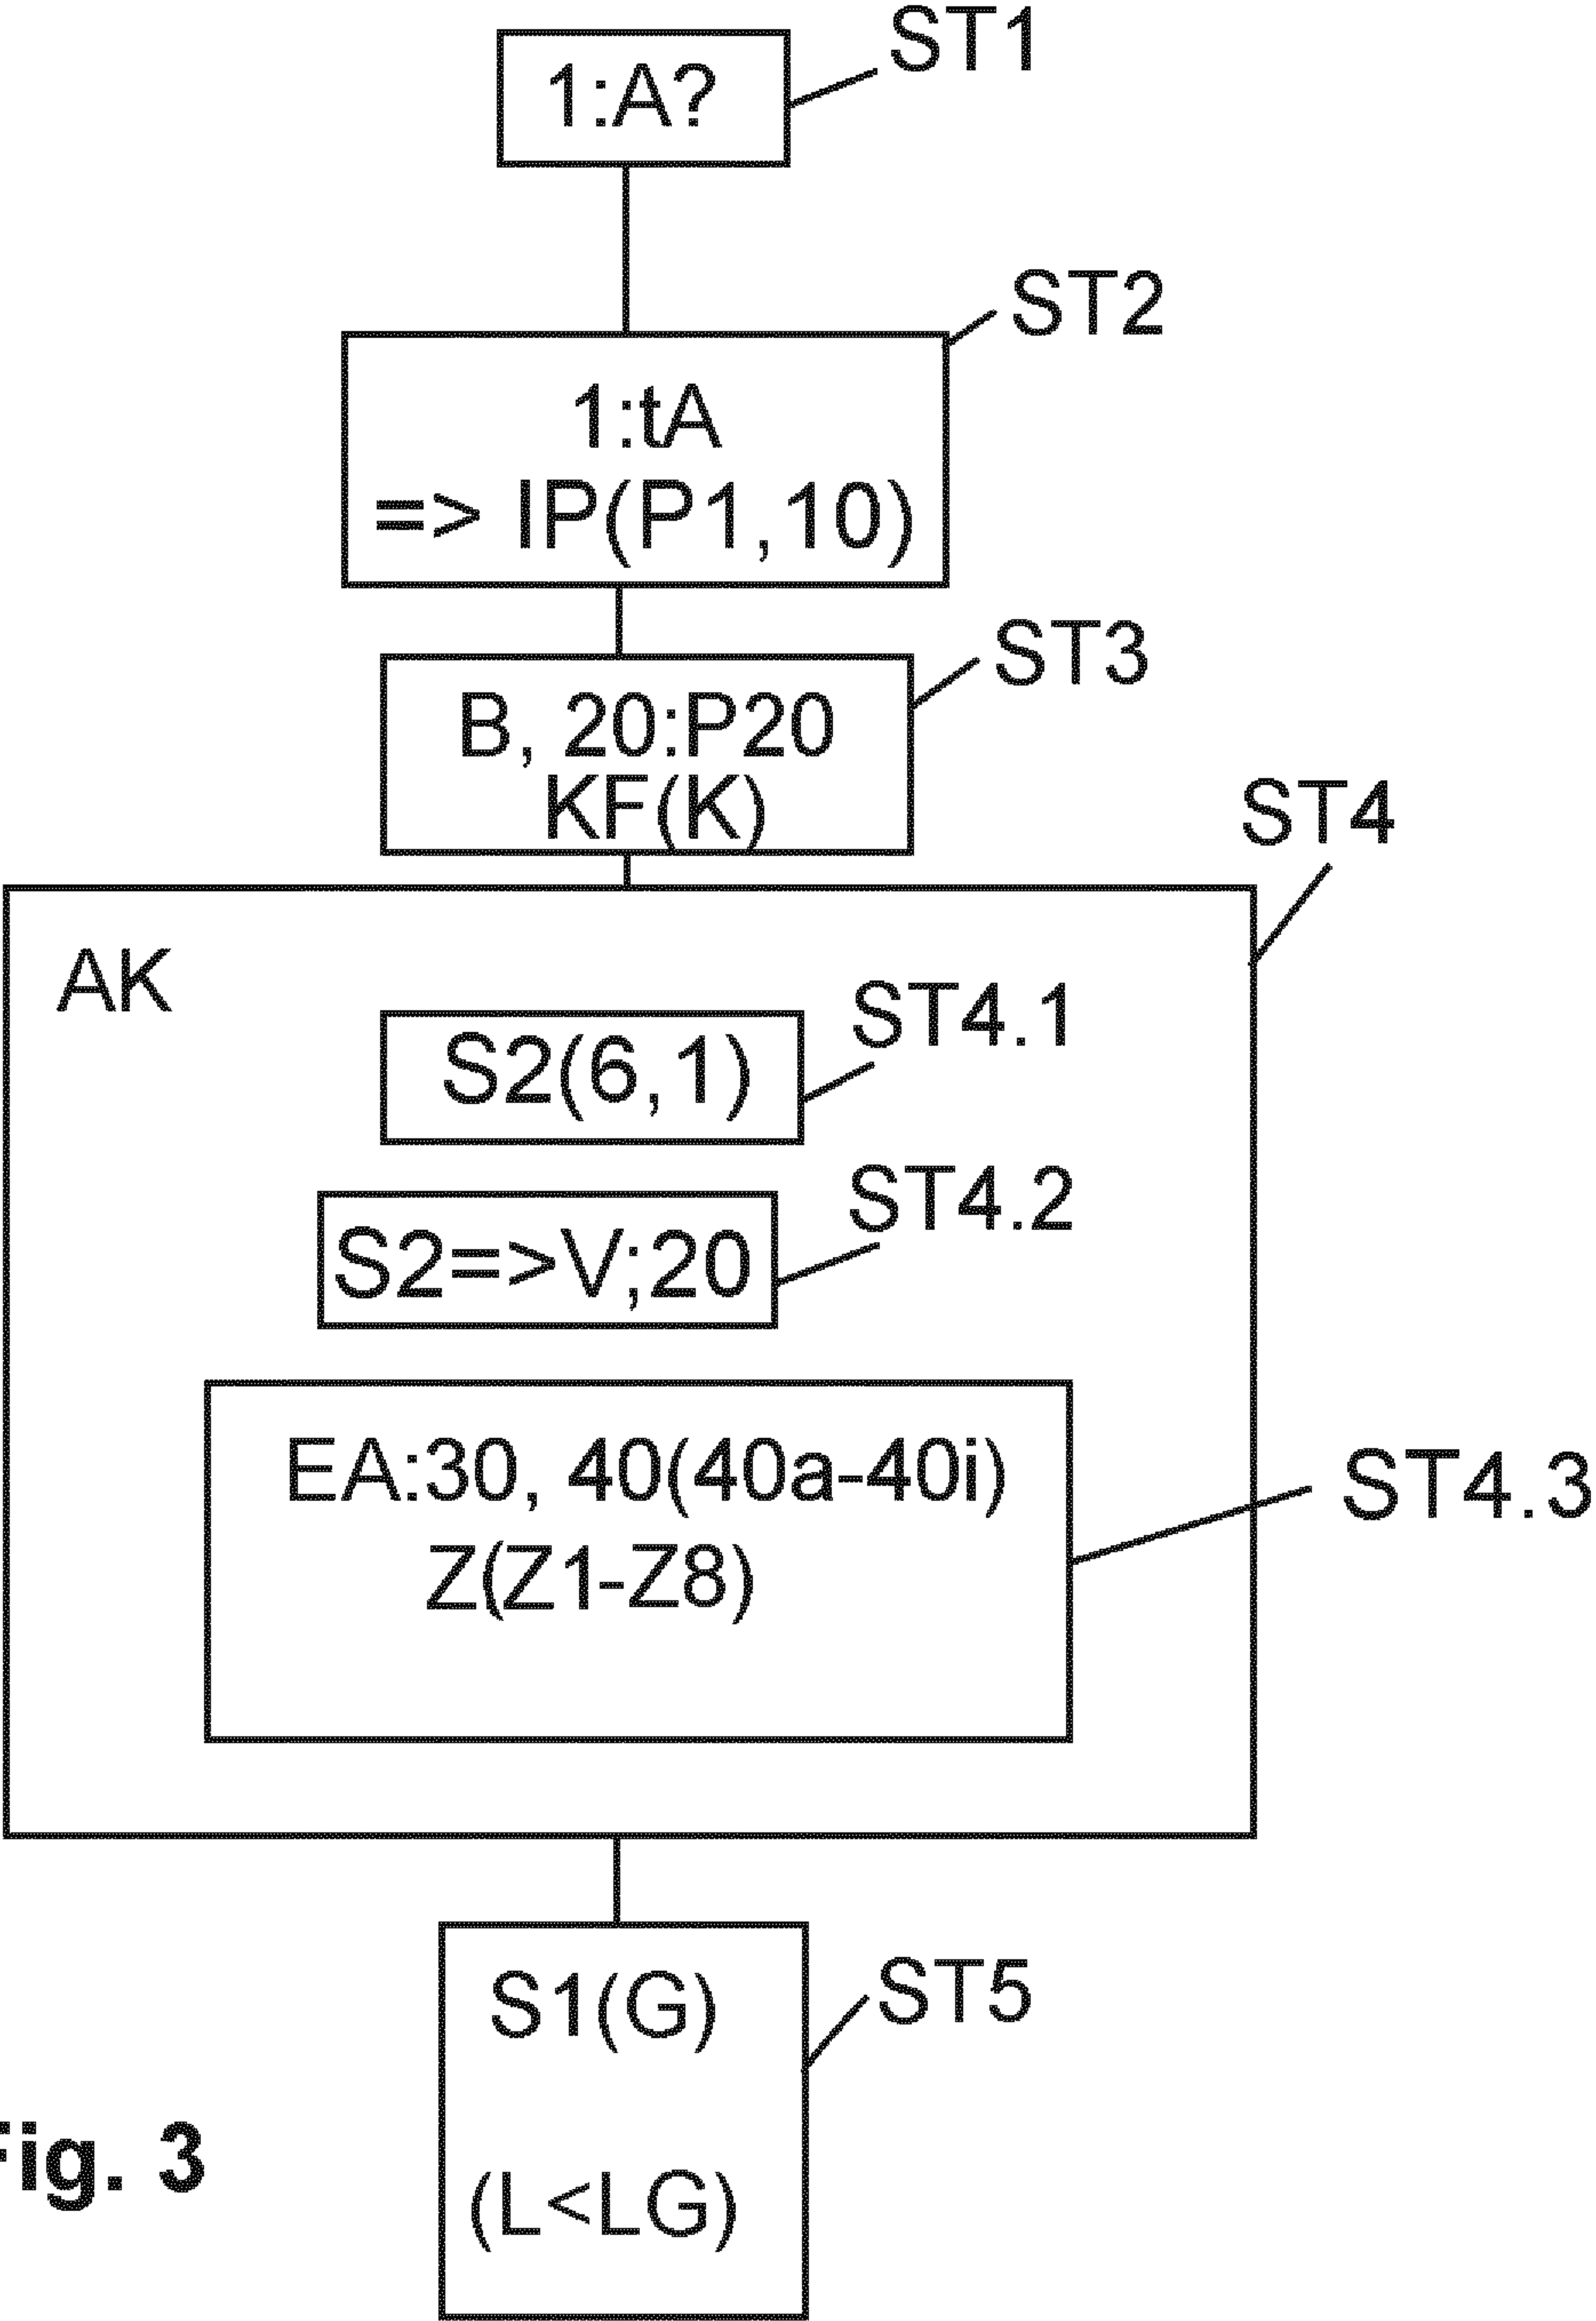 1:A?
ST1
ST2
1:tA
=> IP(P1,10)
ST3
B, 20:P20
KF(K)
ST4
AK
ST4.1
S2(6,1)
ST4.2
S2=>V;20
EA:30, 40(40a-40i)
ST4.3
Z(Z1-Z8)
S1(G)
ST5
(L<LG)
Fig. 3